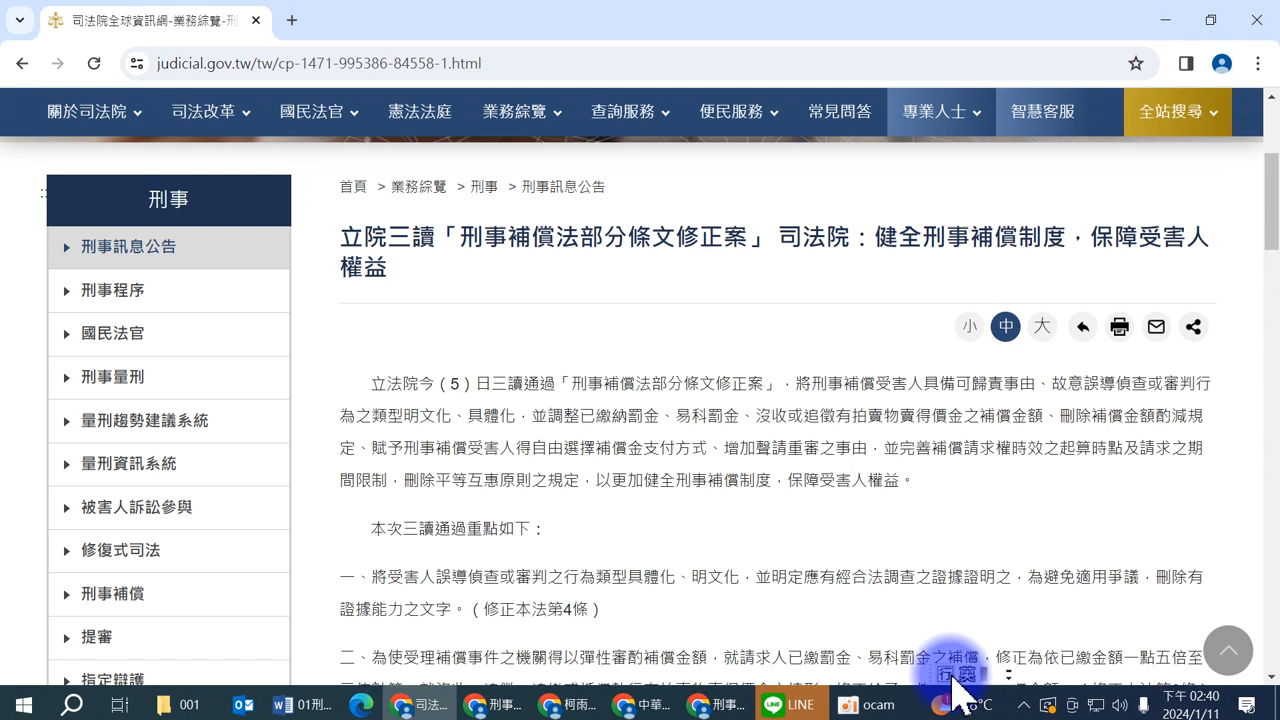 司法院全球資訊網-業務綜覽-刑
judicial.gov.tw/tw/cp-1471-995386-84558-1.html
關於司法院 司法改革 國民法官 憲法法庭 業務綜覽 查詢服務 便民服務 常見問答 專業人士 智慧客服 全站搜尋
:: 
刑事
刑事訊息公告
刑事程序
國民法官
刑事量刑
量刑趨勢建議系統
量刑資訊系統
被害人訴訟參與
修復式司法
刑事補償
提審
指定辯護
首頁 > 業務綜覽 > 刑事 > 刑事訊息公告
立院三讀「刑事補償法部分條文修正案」 司法院：健全刑事補償制度，保障受害人
權益
小 中 大
立法院今（5）日三讀通過「刑事補償法部分條文修正案」，將刑事補償受害人具備可歸責事由、故意誤導偵查或審判行
為之類型明文化、具體化，並調整已繳納罰金、易科罰金、沒收或追徵有拍賣物賣得價金之補償金額、刪除補償金額酌減規
定、賦予刑事補償受害人得自由選擇補償金支付方式、增加聲請重審之事由，並完善補償請求權時效之起算時點及請求之期
間限制，刪除平等互惠原則之規定，以更加健全刑事補償制度，保障受害人權益。
本次三讀通過重點如下：
一、將受害人誤導偵查或審判之行為類型具體化、明文化，並明定應有經合法調查之證據證明之，為避免適用爭議，刪除有
證據能力之文字。（修正本法第4條）
二、為使受理補償事件之機關得以彈性審酌補償金額，就請求人已繳罰金、易科罰金之補償，修正為依已繳金額一點五倍至
001 01刑... 司法... 刑事... 柯雨... 中華... 刑事... LINE ocam °C 下午 02:40
2024/1/11